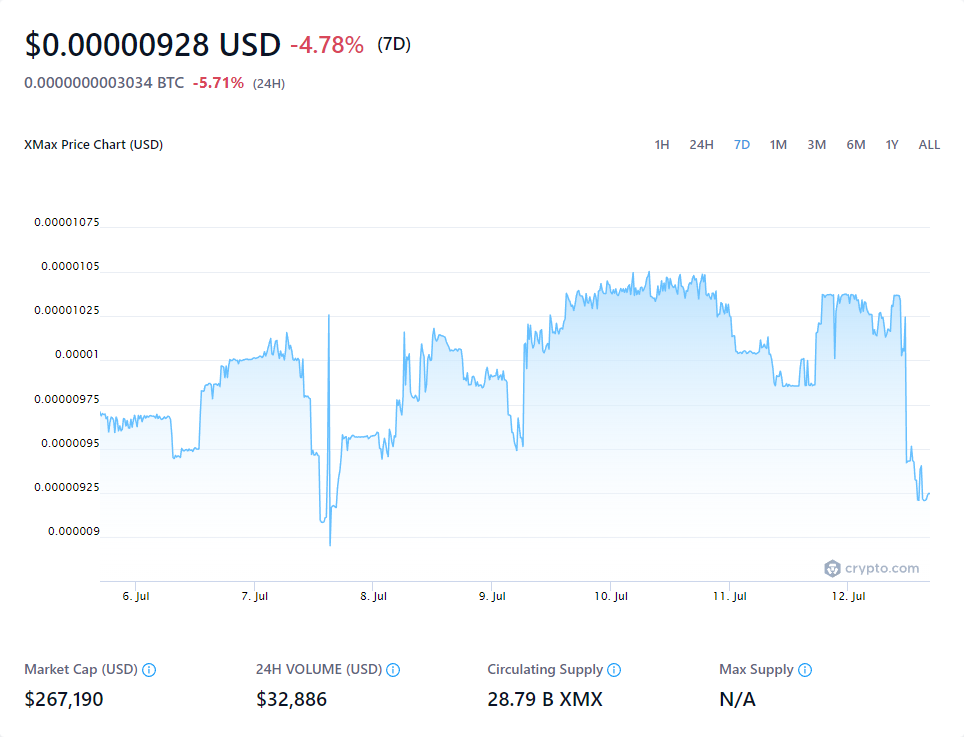 $0.00000928 USD -4.78% (7D)
0.0000000003034 BTC -5.71% (24H)
XMax Price Chart (USD) 1H 24H 7D 1M 3M 6M 1Y ALL
0.00001075
0.0000105
0.00001025
0.00001
0.00000975
0.0000095
0.00000925
0.000009
crypto.com
6. Jul 7. Jul 8. Jul 9. Jul 10. Jul 11. Jul 12. Jul
Market Cap (USD) 24H VOLUME (USD) Circulating Supply Max Supply
$267,190 $32,886 28.79 B XMX N/A